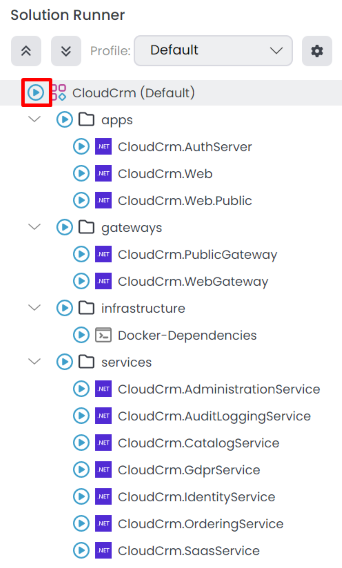 Solution Runner
Profile: Default
CloudCrm (Default)
apps
.NET CloudCrm.AuthServer
.NET CloudCrm.Web
.NET CloudCrm.Web.Public
gateways
.NET CloudCrm.PublicGateway
.NET CloudCrm.WebGateway
infrastructure
Docker-Dependencies
services
.NET CloudCrm.AdministrationService
.NET CloudCrm.AuditLoggingService
.NET CloudCrm.CatalogService
.NET CloudCrm.GdprService
.NET CloudCrm.IdentityService
.NET CloudCrm.OrderingService
.NET CloudCrm.SaasService